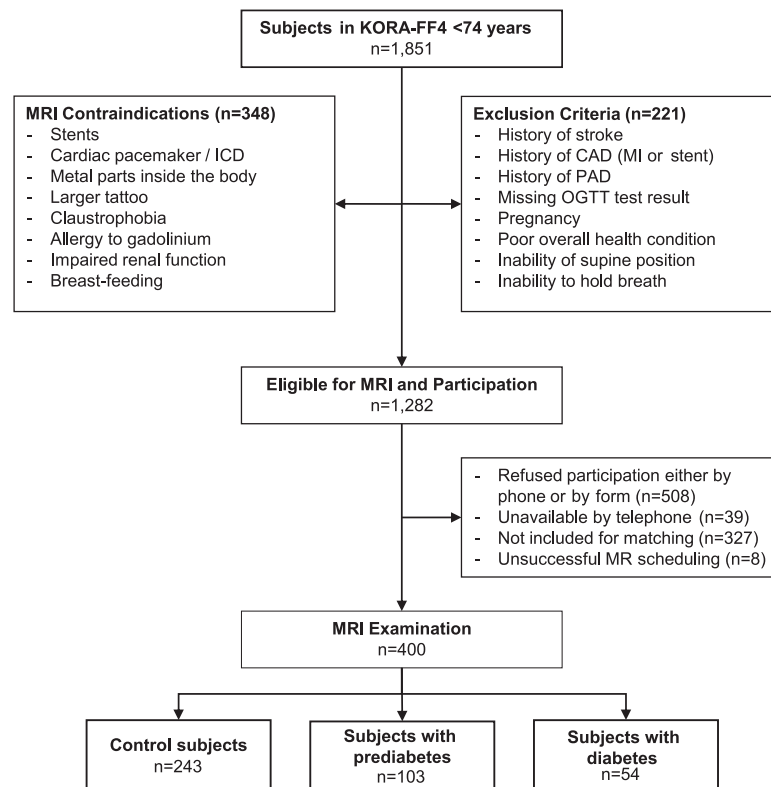 Subjects in KORA-FF4 <74 years
n=1,851
MRI Contraindications (n=348)
- Stents
- Cardiac pacemaker / ICD
- Metal parts inside the body
- Larger tattoo
- Claustrophobia
- Allergy to gadolinium
- Impaired renal function
- Breast-feeding
Exclusion Criteria (n=221)
- History of stroke
- History of CAD (MI or stent)
- History of PAD
- Missing OGTT test result
- Pregnancy
- Poor overall health condition
- Inability of supine position
- Inability to hold breath
Eligible for MRI and Participation
n=1,282
- Refused participation either by
phone or by form (n=508)
- Unavailable by telephone (n=39)
- Not included for matching (n=327)
- Unsuccessful MR scheduling (n=8)
MRI Examination
n=400
Control subjects
n=243
Subjects with
prediabetes
n=103
Subjects with
diabetes
n=54